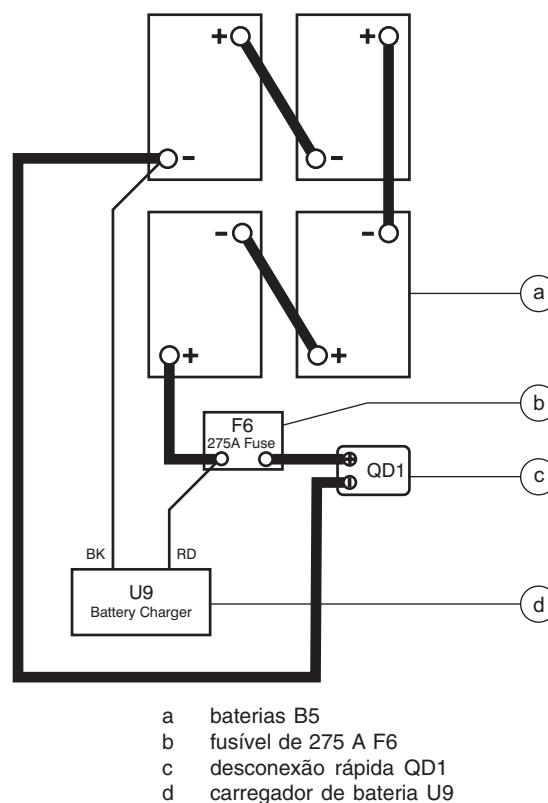 + +
- -
- -
+ +
a
F6
275A Fuse
b
+ QD1
-
c
BK RD
U9
Battery Charger
d
a baterias B5
b fusível de 275 A F6
c desconexão rápida QD1
d carregador de bateria U9